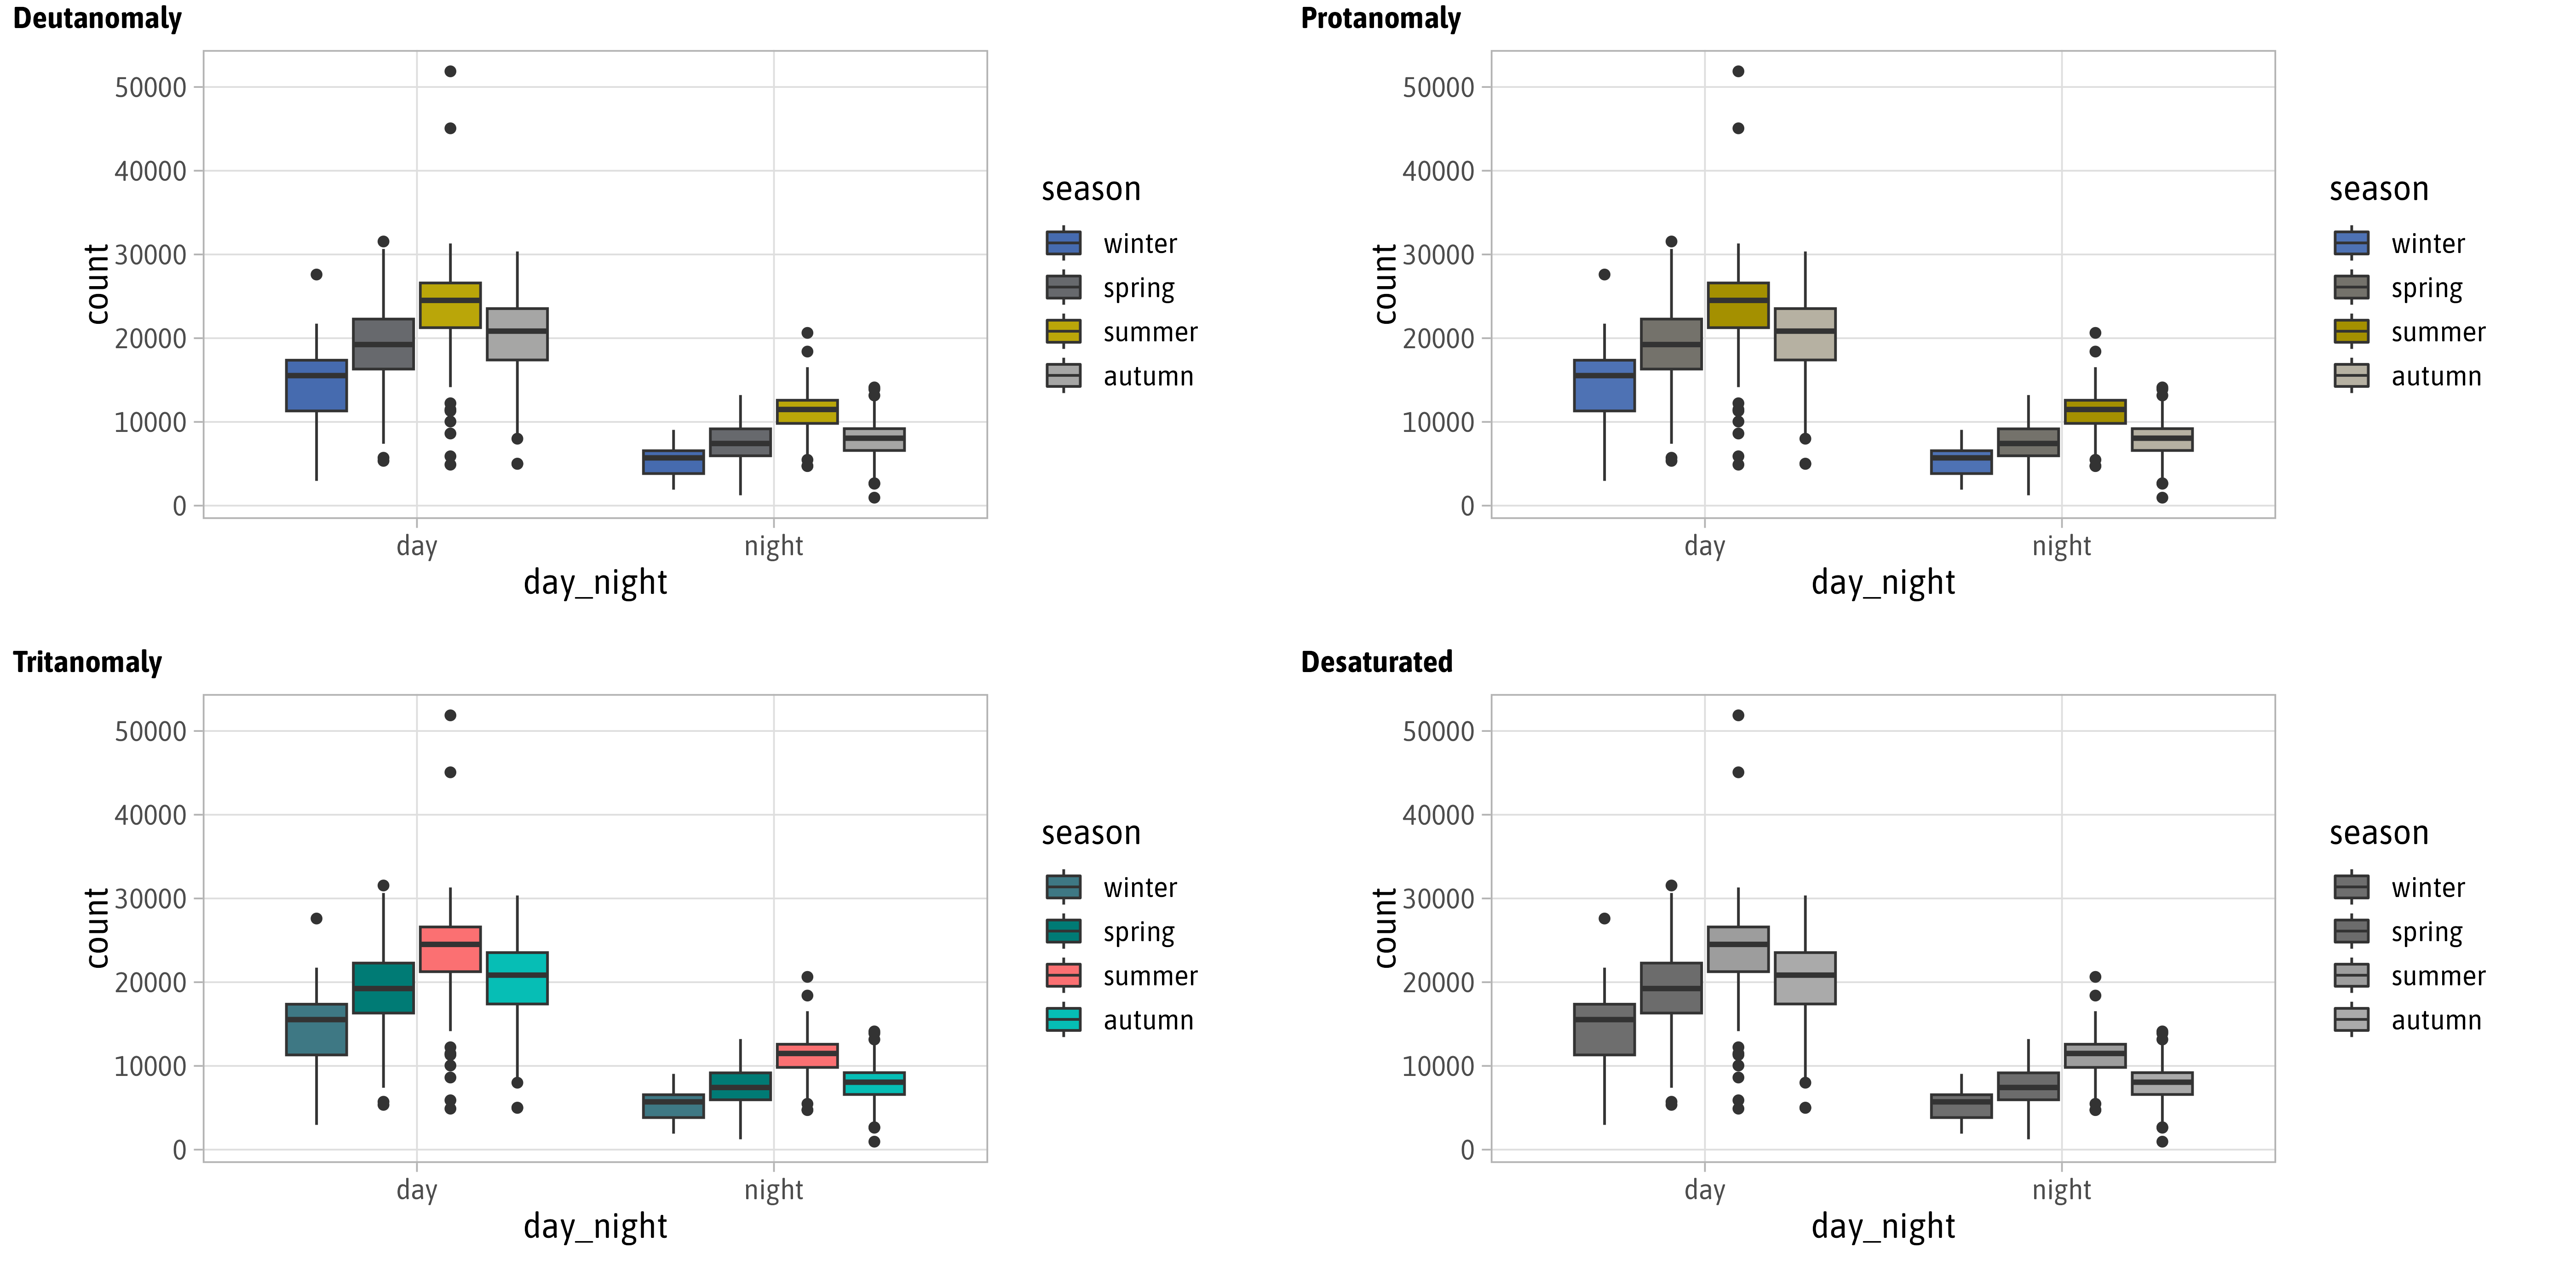 Deutanomaly
50000
40000
30000
20000
10000
0
count
day
night
day_night
season
winter
spring
summer
autumn
Protanomaly
50000
40000
30000
20000
10000
0
count
day
night
day_night
season
winter
spring
summer
autumn
Tritanomaly
50000
40000
30000
20000
10000
0
count
day
night
day_night
season
winter
spring
summer
autumn
Desaturated
50000
40000
30000
20000
10000
0
count
day
night
day_night
season
winter
spring
summer
autumn